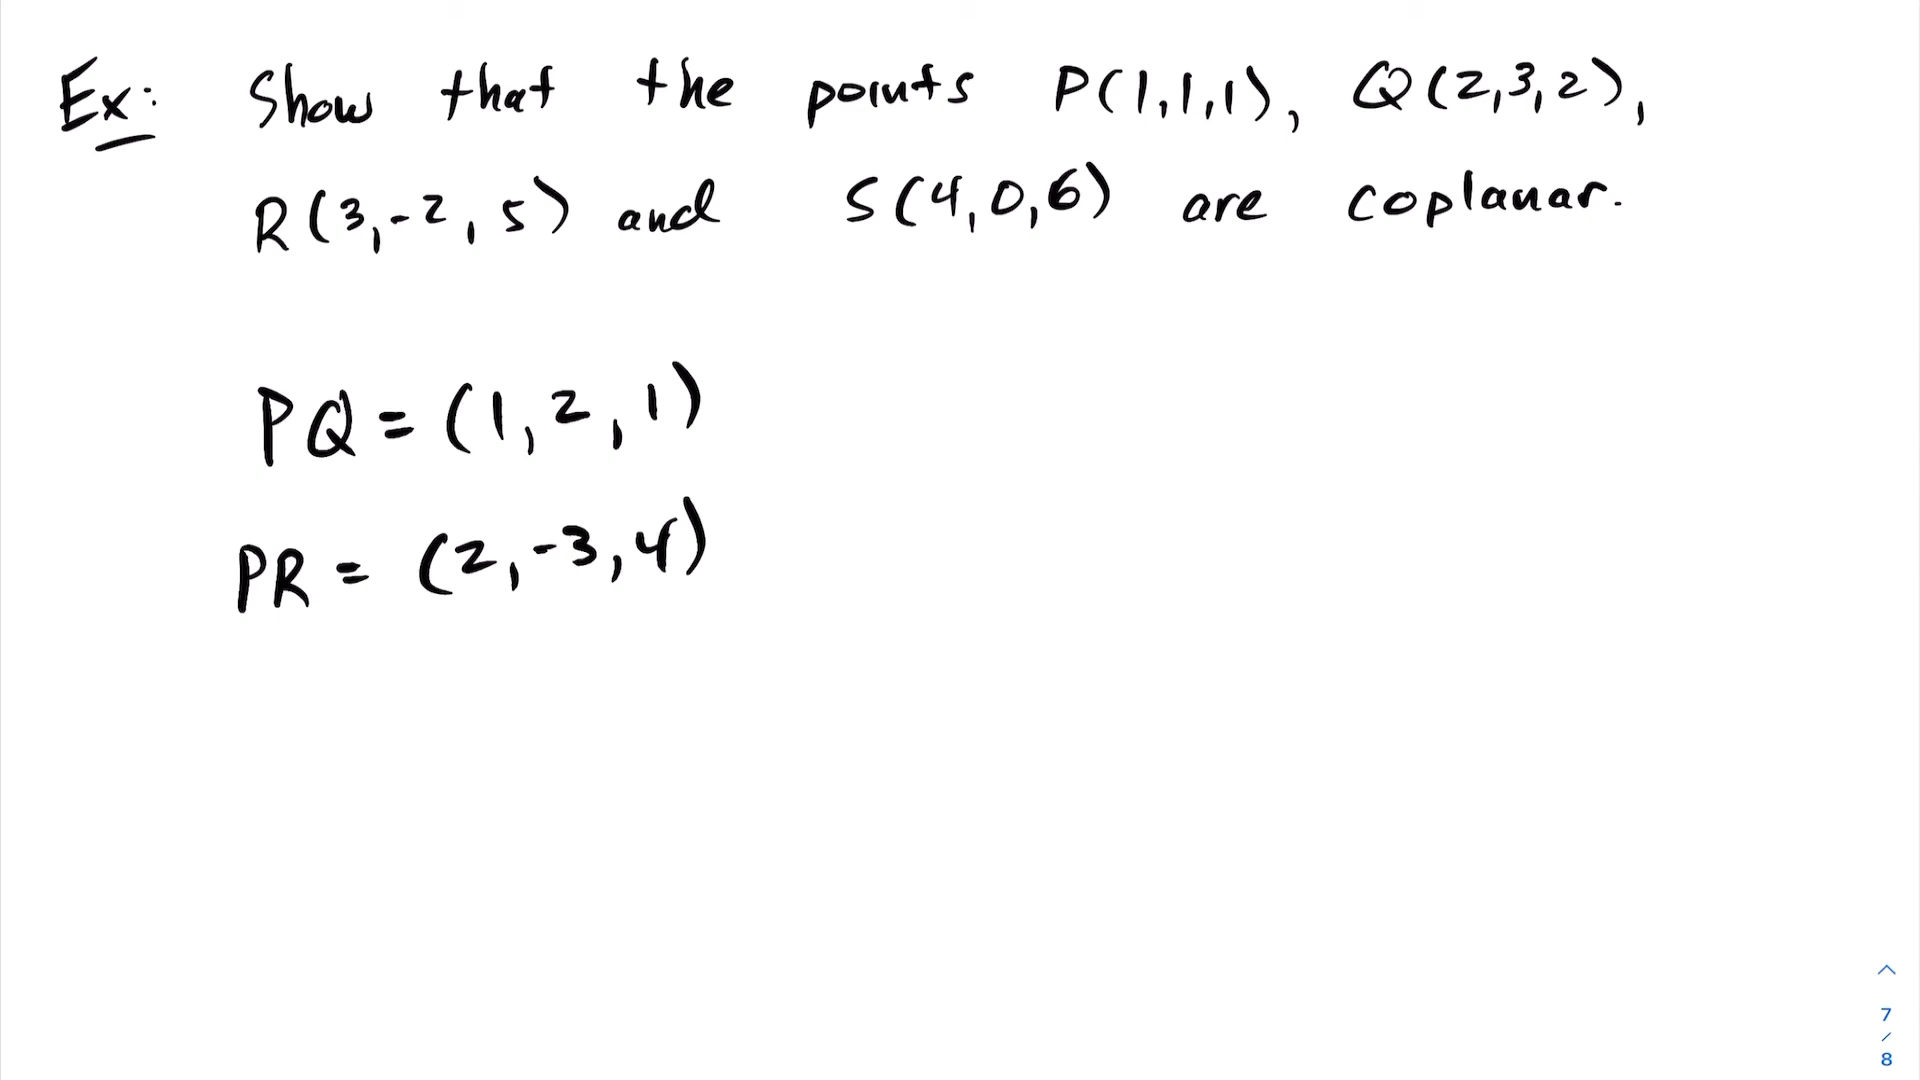 Ex: Show that the points P(1,1,1), Q(2,3,2),
R(3,-2,5) and S(4,0,6) are coplanar.
PQ = (1,2,1)
PR = (2,-3,4)
7
/
8